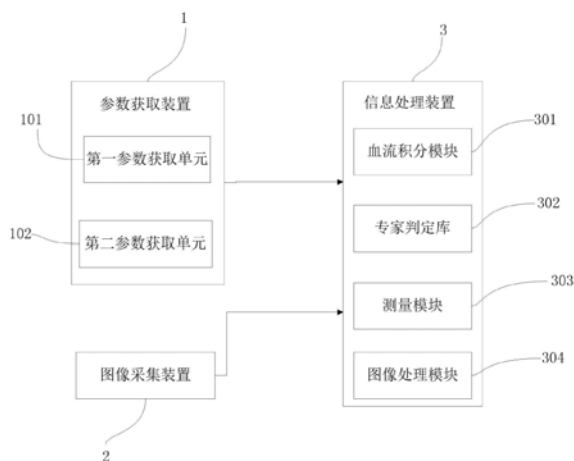 1
参数获取装置
101
第一参数获取单元
102
第二参数获取单元
图像采集装置
2
3
信息处理装置
血流积分模块
301
专家判定库
302
测量模块
303
图像处理模块
304